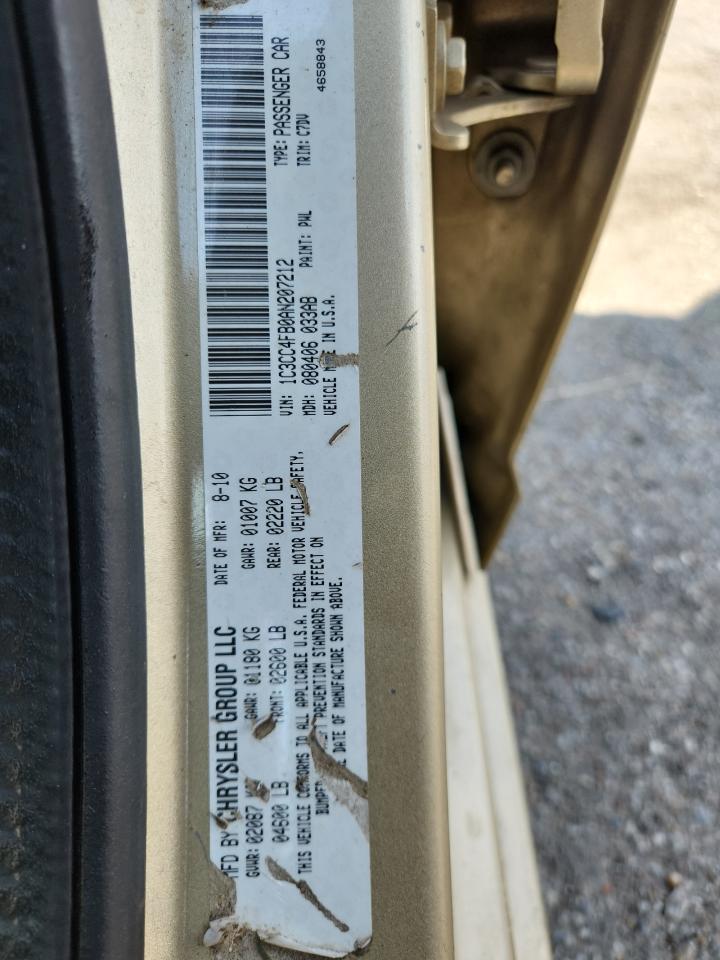 MFD BY CHRYSLER GROUP LLC DATE OF MFR: 8-10
GVWR: 02087 GAWR: 01180 KG GAWR: 01007 KG
04600 LB FRONT: 02600 LB REAR: 02220 LB
THIS VEHICLE CONFORMS TO ALL APPLICABLE U.S.A. FEDERAL MOTOR VEHICLE SAFETY,
PREVENTION STANDARDS IN EFFECT ON
DATE OF MANUFACTURE SHOWN ABOVE.
VIN: 1C3CC4FB0AN207212 TYPE: PASSENGER CAR
MDH: 080406 033AB PAINT: PWL TRIM: C7DV
VEHICLE MADE IN U.S.A. 4658843